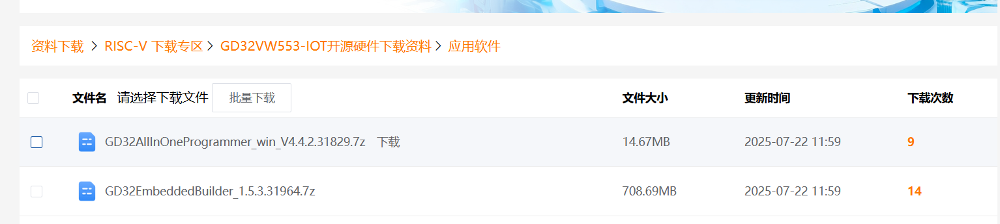 资料下载 > RISC-V 下载专区 > GD32VW553-IOT开源硬件下载资料 > 应用软件
文件名 请选择下载文件 批量下载 文件大小 更新时间 下载次数
GD32AllInOneProgrammer_win_V4.4.2.31829.7z 下载 14.67MB 2025-07-22 11:59 9
GD32EmbeddedBuilder_1.5.3.31964.7z 708.69MB 2025-07-22 11:59 14